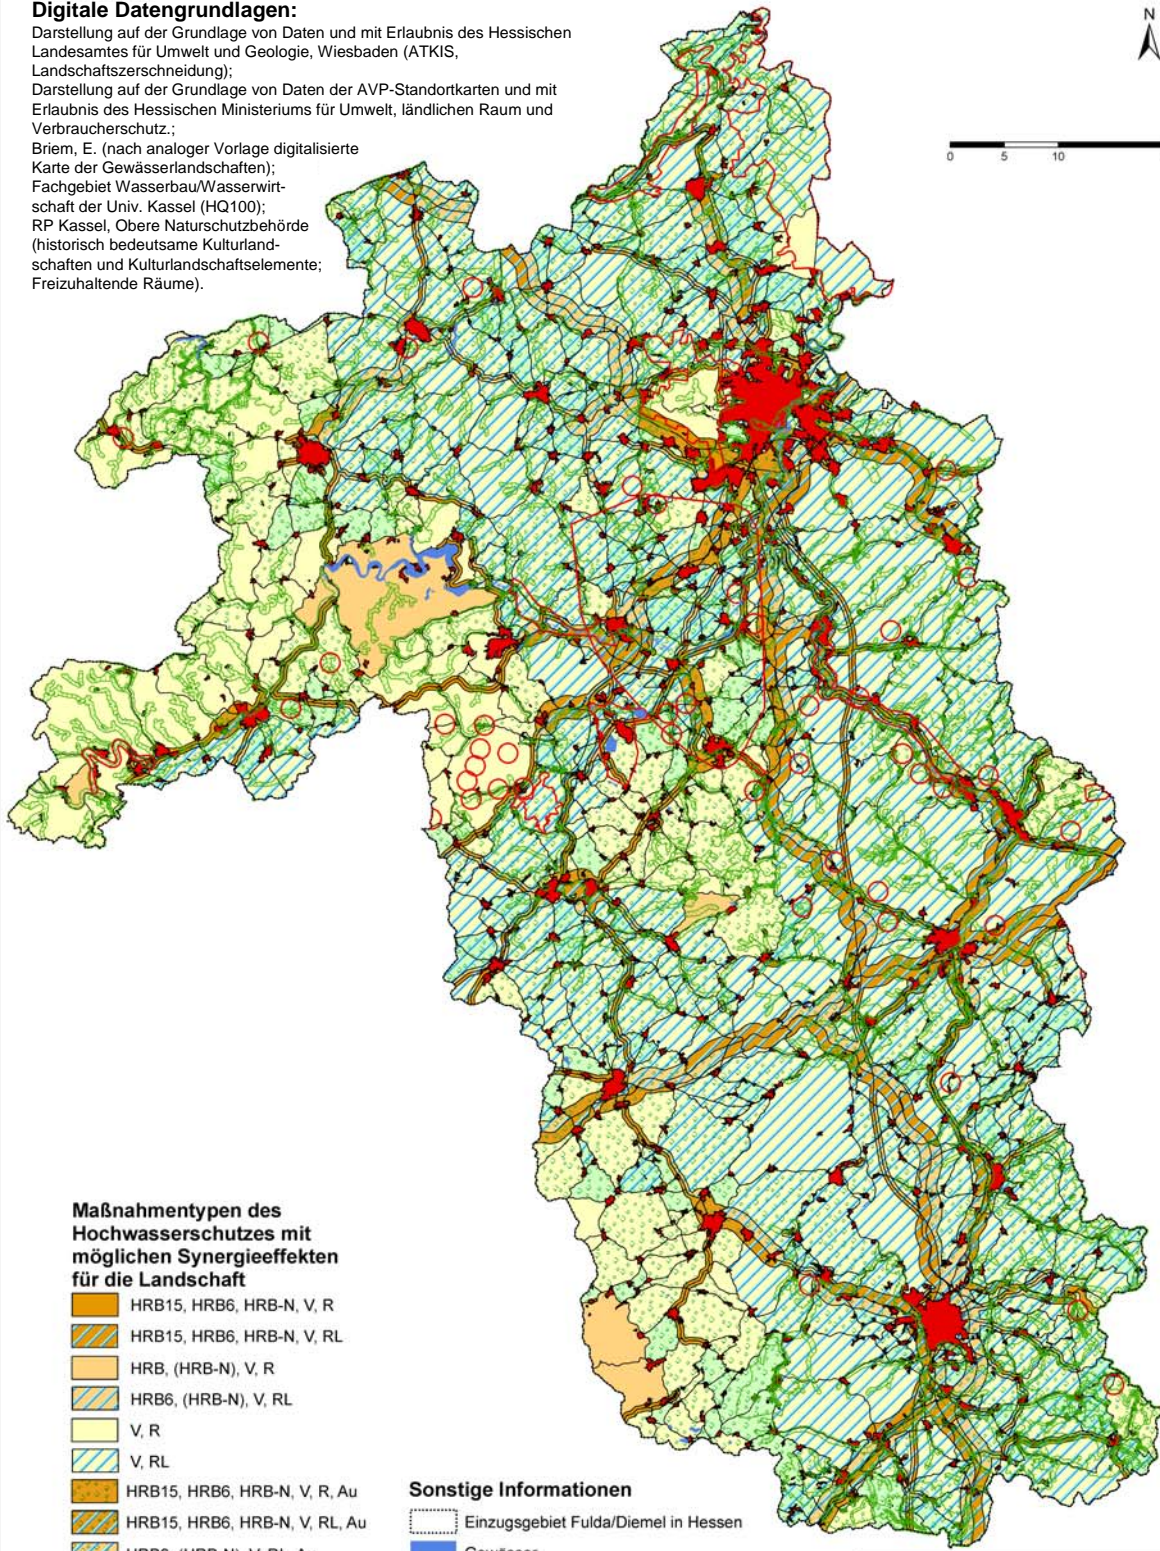 Digitale Datengrundlagen:
Darstellung auf der Grundlage von Daten und mit Erlaubnis des Hessischen
Landesamtes für Umwelt und Geologie, Wiesbaden (ATKIS,
Landschaftszerschneidung);
Darstellung auf der Grundlage von Daten der AVP-Standortkarten und mit
Erlaubnis des Hessischen Ministeriums für Umwelt, ländlichen Raum und
Verbraucherschutz.;
Briem, E. (nach analoger Vorlage digitalisierte
Karte der Gewässerlandschaften);
Fachgebiet Wasserbau/Wasserwirt-
schaft der Univ. Kassel (HQ100);
RP Kassel, Obere Naturschutzbehörde
(historisch bedeutsame Kulturland-
schaften und Kulturlandschaftselemente;
Freizuhaltende Räume).
N
0 5 10
Maßnahmentypen des
Hochwasserschutzes mit
möglichen Synergieeffekten
für die Landschaft
HRB15, HRB6, HRB-N, V, R
HRB15, HRB6, HRB-N, V, RL
HRB, (HRB-N), V, R
HRB6, (HRB-N), V, RL
V, R
V, RL
HRB15, HRB6, HRB-N, V, R, Au
HRB15, HRB6, HRB-N, V, RL, Au
Sonstige Informationen
Einzugsgebiet Fulda/Diemel in Hessen